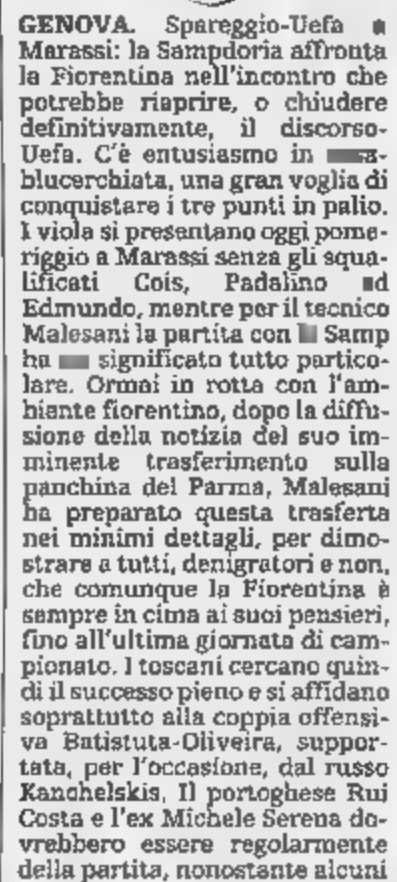 GENOVA. Spareggio-Uefa
Marassi: la Sampdoria affronta
la Fiorentina nell'incontro che
potrebbe riaprire, o chiudere
definitivamente, il discorso-
Uefa. C'è entusiasmo in
blucerchiata, una gran voglia di
conquistare i tre punti in palio.
I viola si presentano oggi pome-
riggio a Marassi senza gli squa-
lificati Cois, Padalino
Edmundo, mentre per il tecnico
Malesani la partita con Samp
ha significato tutto partico-
lare. Ormai in rotta con l'am-
biente fiorentino, dopo la diffu-
sione della notizia del suo im-
minente trasferimento sulla
panchina del Parma, Malesani
ha preparato questa trasferta
nei minimi dettagli, per dimo-
strare a tutti, denigratori e non,
che comunque la Fiorentina è
sempre in cima ai suoi pensieri,
fino all'ultima giornata di cam-
pionato. I toscani cercano quin-
di il successo pieno e si affidano
soprattutto alla coppia offensi-
va Batistuta-Oliveira, suppor-
tata, per l'occasione, dal russo
Kanchelskis. Il portoghese Rui
Costa e l'ex Michele Serena do-
vrebbero essere regolarmente
della partita, nonostante alcuni